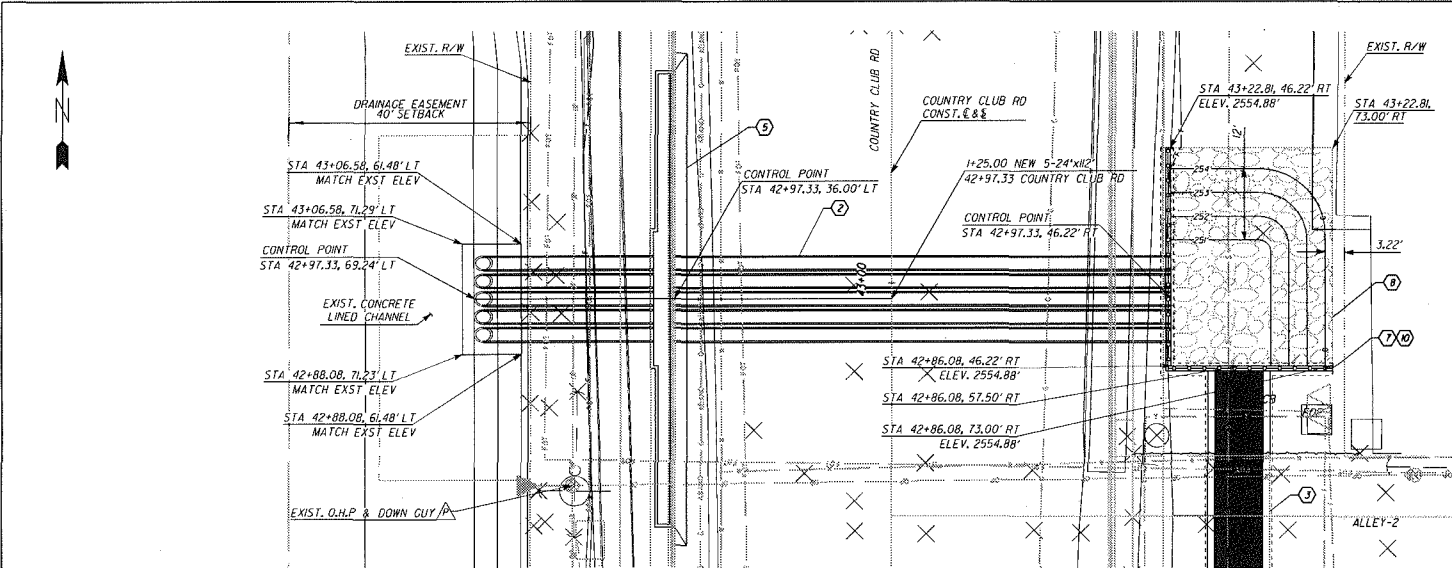 N
EXIST. R/W
DRAINAGE EASEMENT
40' SETBACK
STA 43+06.58, 61.48' LT
MATCH EXST ELEV
STA 43+06.58, 71.29' LT
MATCH EXST ELEV
CONTROL POINT
STA 42+97.33, 69.24' LT
EXIST. CONCRETE
LINED CHANNEL
STA 42+88.08, 71.23' LT
MATCH EXST ELEV
STA 42+88.08, 61.48' LT
MATCH EXST ELEV
EXIST. O.H.P & DOWN GUY
5
CONTROL POINT
STA 42+97.33, 36.00' LT
2
COUNTRY CLUB RD
COUNTRY CLUB RD
CONST. ℄ &
43+00
1+25.00 NEW 5-24"x112'
42+97.33 COUNTRY CLUB RD
CONTROL POINT
STA 42+97.33, 46.22' RT
STA 43+22.81, 46.22' RT
ELEV. 2554.88'
EXIST. R/W
STA 43+22.81,
73.00' RT
12'
254
253
252
251
3.22'
8
7
10
STA 42+86.08, 46.22' RT
ELEV. 2554.88'
STA 42+86.08, 57.50' RT
STA 42+86.08, 73.00' RT
ELEV. 2554.88'
3
ALLEY-2